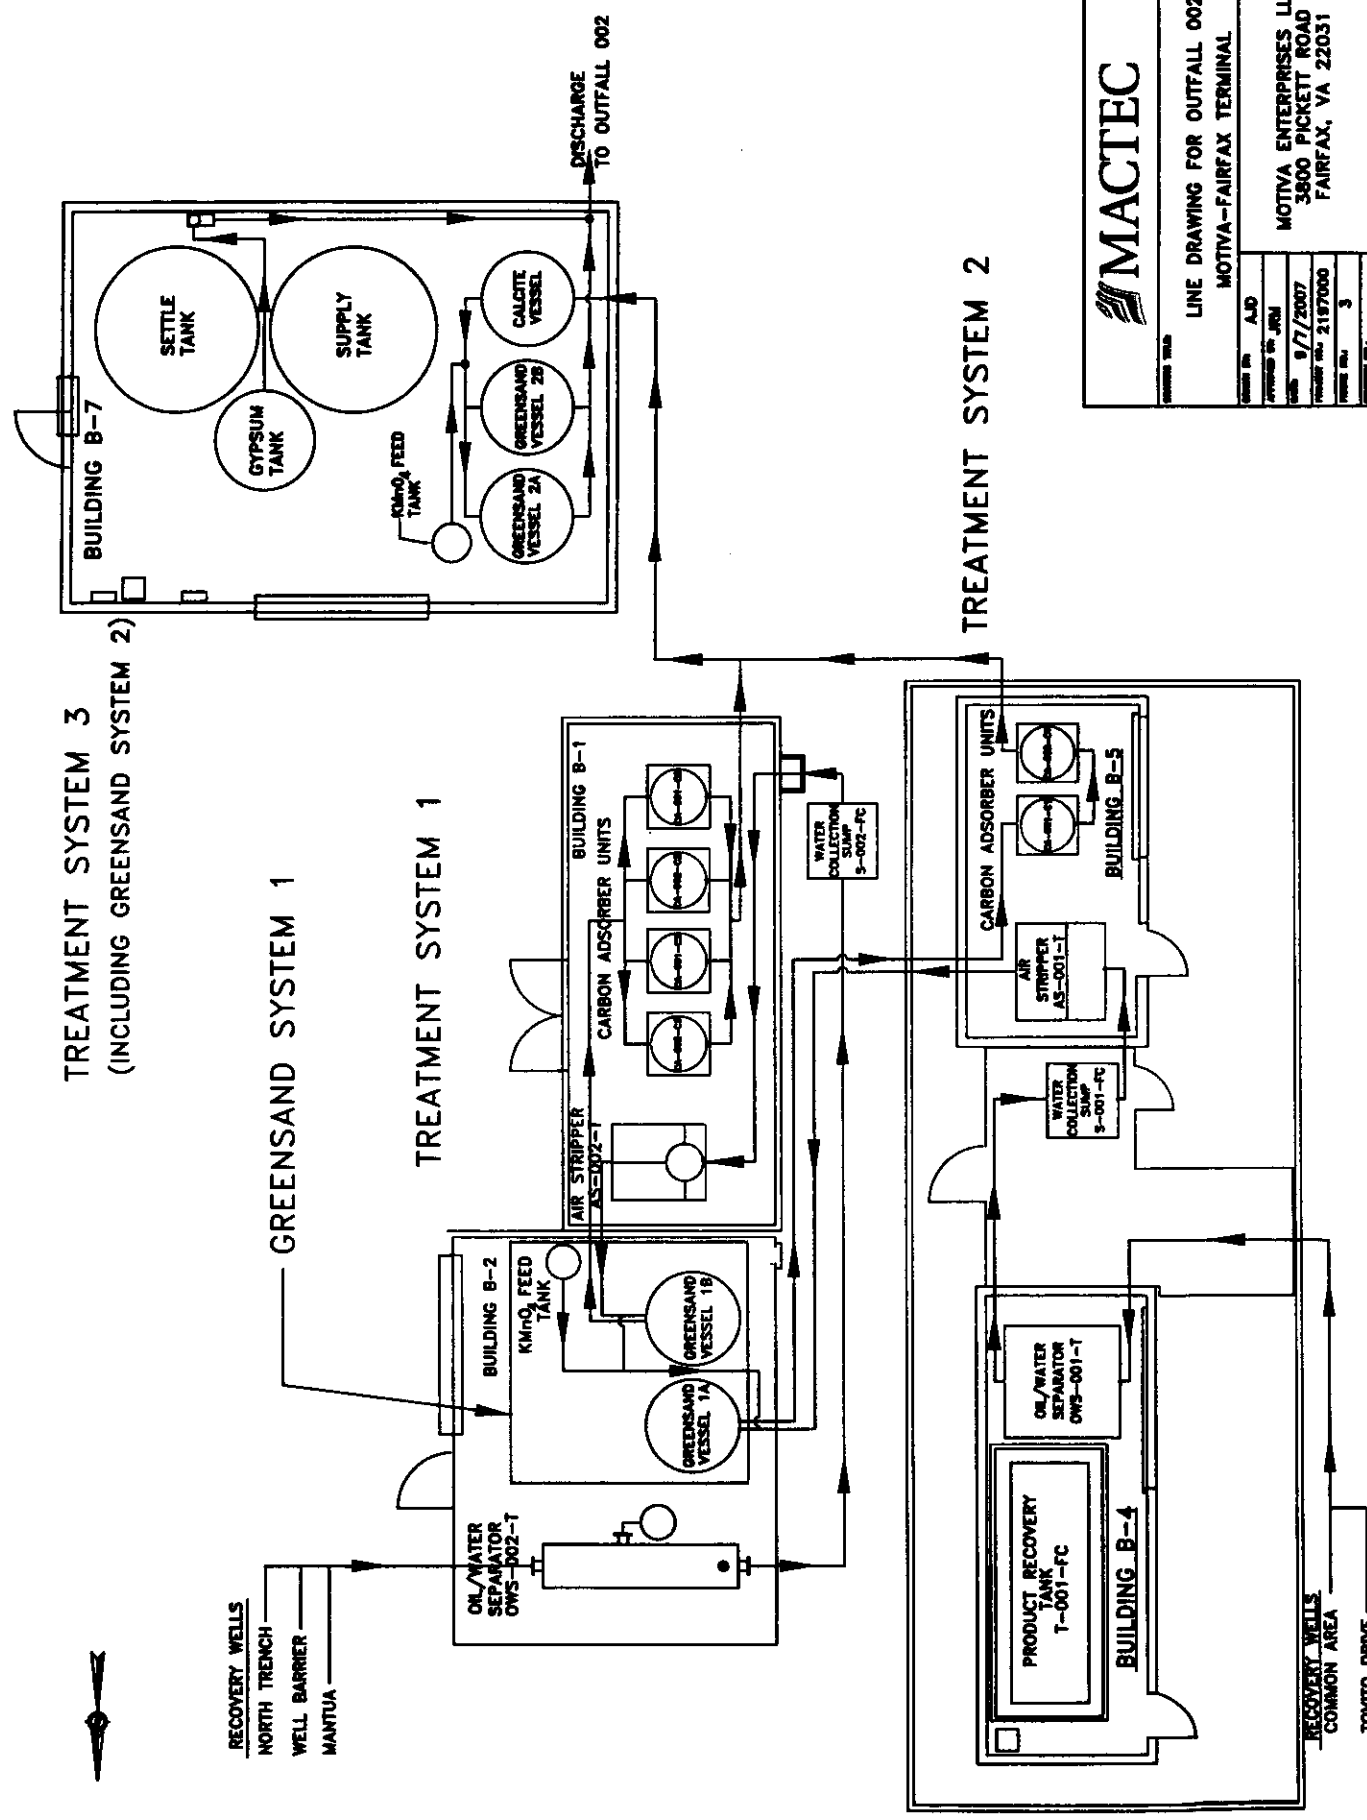 TREATMENT SYSTEM 3
(INCLUDING GREENSAND SYSTEM 2)
BUILDING B-7
SETTLE
TANK
SUPPLY
TANK
GYPSUM
TANK
KMnO4 FEED
TANK
GREENSAND
VESSEL 2A
GREENSAND
VESSEL 2B
CALCITE
VESSEL
DISCHARGE
TO OUTFALL 002
GREENSAND SYSTEM 1
TREATMENT SYSTEM 1
RECOVERY WELLS
NORTH TRENCH
WELL BARRIER
MANTUA
OIL/WATER
SEPARATOR
OWS-002-T
BUILDING B-2
KMnO4 FEED
TANK
GREENSAND
VESSEL 1A
GREENSAND
VESSEL 1B
AIR STRIPPER
AS-002-T
CARBON ADSORBER UNITS
BUILDING B-1
WATER
COLLECTION
SUMP
S-002-FC
TREATMENT SYSTEM 2
PRODUCT RECOVERY
TANK
T-001-FC
BUILDING B-4
OIL/WATER
SEPARATOR
OWS-001-T
WATER
COLLECTION
SUMP
S-001-FC
AIR
STRIPPER
AS-001-T
CARBON ADSORBER UNITS
BUILDING B-5
RECOVERY WELLS
COMMON AREA
MACTEC
LINE DRAWING FOR OUTFALL 002
MOTIVA-FAIRFAX TERMINAL
AJD
JRM
9/7/2007
2197000
3
MOTIVA ENTERPRISES LL
3800 PICKETT ROAD
FAIRFAX, VA 22031